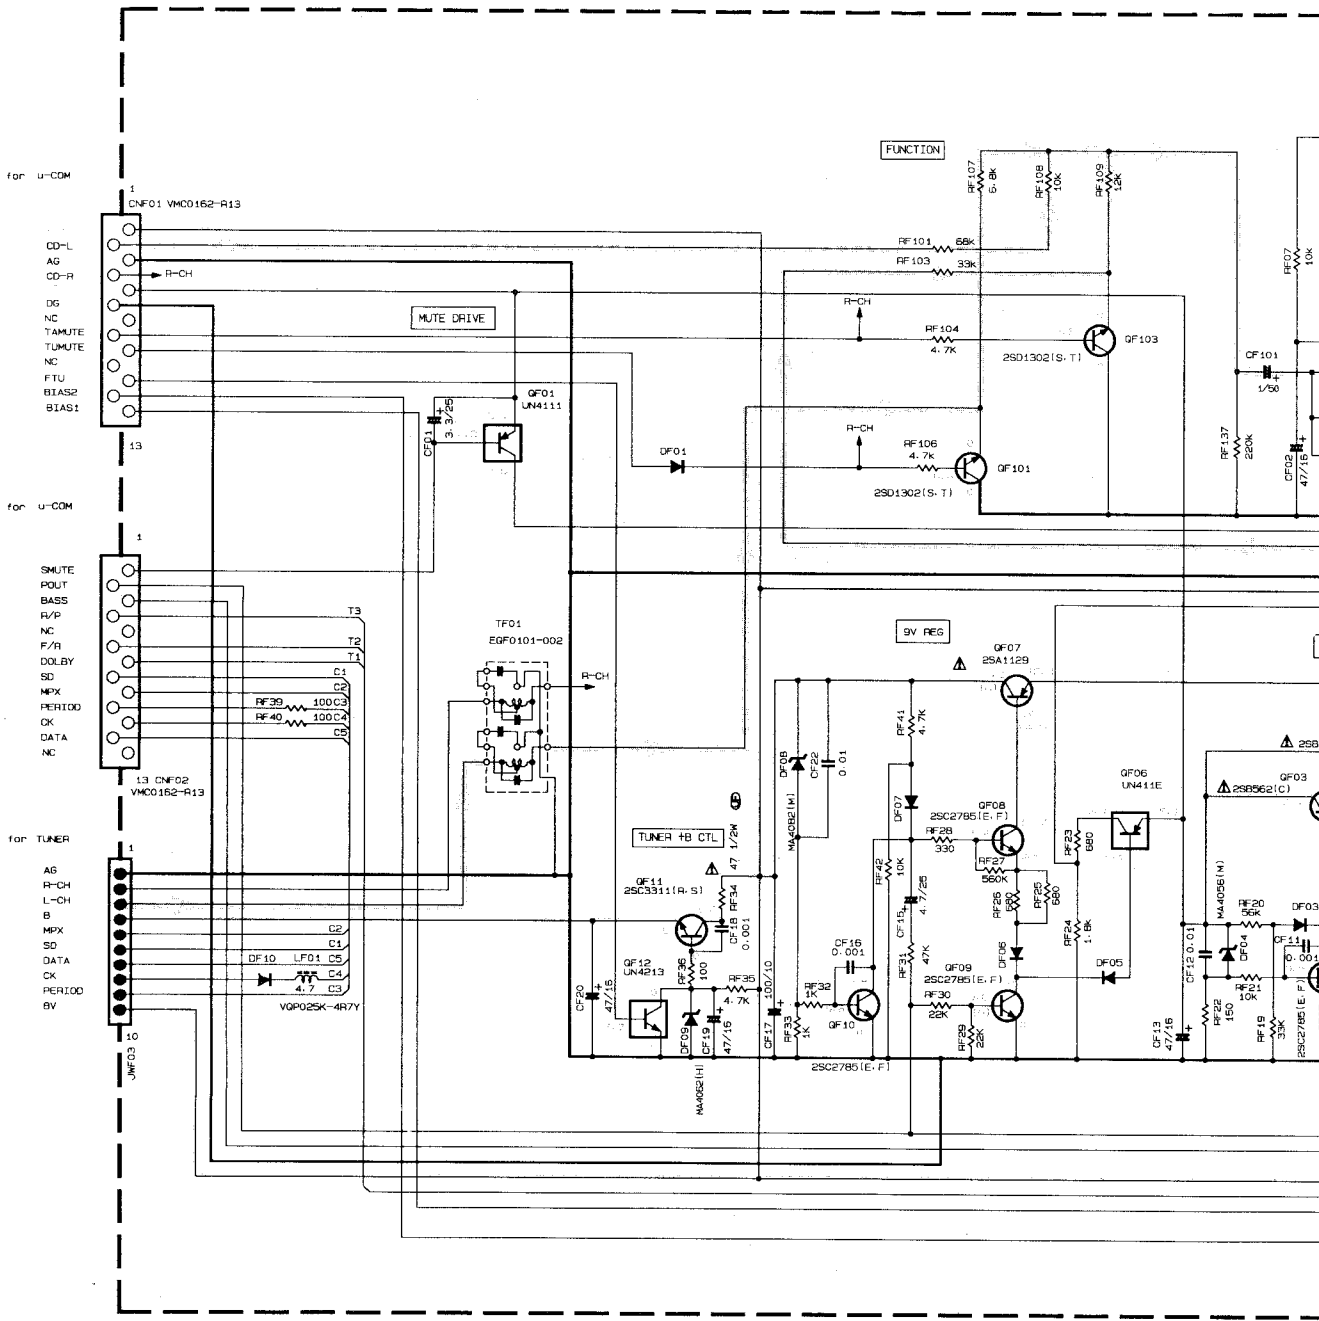 FUNCTION
for u-COM
1
CNF01 VMC0162-R13
CD-L
AG
CD-R
R-CH
DG
NC
TAMUTE
TUMUTE
NC
FTU
BIAS2
BIAS1
13
MUTE DRIVE
CF01
3.3/25
+
QF01
UN4111
DF01
RF107
6.8k
RF108
10k
RF109
12k
RF101 68k
RF103 33k
R-CH
RF104
4.7K
QF103
2SD1302(S.T)
R-CH
RF106
4.7k
QF101
2SD1302(S.T)
CF101
+
1/50
RF137
220k
RF07
10k
CF02
47/16
+
for u-COM
1
SMUTE
POUT
BASS
R/P
NC
F/R
DOLBY
SD
MPX
PERIOD
CK
DATA
NC
T3
T2
T1
C1
C2
RF39 100 C3
RF40 100 C4
C5
13 CNF02
VMC0162-R13
TF01
EGF0101-002
R-CH
for TUNER
1
AG
R-CH
L-CH
B
MPX
SD
DATA
CK
PERIOD
BV
C2
C1
DF10 LF01 C5
C4
4.7 C3
VQP025K-4R7Y
10
JWF03
TUNER +B CTL
QF11
2SC3311(R.S)
47 1/2W
RF34
CF18
0.001
QF12
UN4213
RF36
100
RF35
4.7K
CF20
47/16
+
DF09
CF19
47/16
+
MA4062(H)
CF17
100/10
+
9V REG
QF07
2SA1129
DF08
MA4082(M)
CF22
0.01
RF41
4.7K
DF07
RF42
10K
RF28
330
QF08
2SC2785(E.F)
RF27
560K
RF26
680
RF25
680
CF15
4.7/25
+
CF16
0.001
RF31
47K
RF32
1K
RF33
1K
QF10
2SC2785(E.F)
DF06
QF09
2SC2785(E.F)
RF30
22K
RF29
22K
DF05
RF23
680
RF24
1.8k
QF06
UN411E
CF13
47/16
+
2SB
QF03
2SB562(C)
MA4056(M)
RF20
56K
DF03
CF12 0.01
DF04
CF11
0.001
RF21
10k
RF22
150
RF19
33K
2SC2785(E.F)